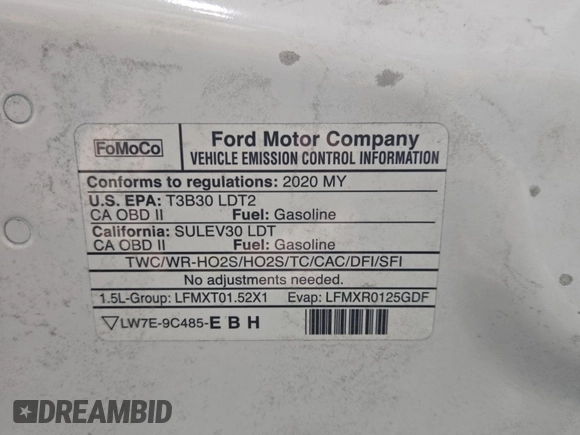 FoMoCo
Ford Motor Company
VEHICLE EMISSION CONTROL INFORMATION
Conforms to regulations: 2020 MY
U.S. EPA: T3B30 LDT2
CA OBD II Fuel: Gasoline
California: SULEV30 LDT
CA OBD II Fuel: Gasoline
TWC/WR-HO2S/HO2S/TC/CAC/DFI/SFI
No adjustments needed.
1.5L-Group: LFMXT01.52X1 Evap: LFMXR0125GDF
LW7E-9C485-E B H
DREAMBID